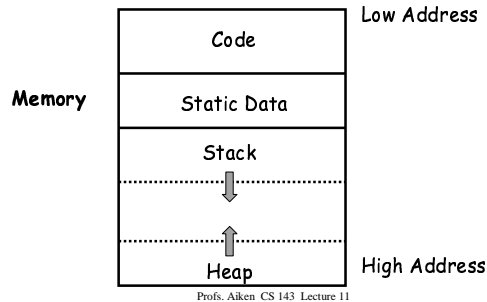 Low Address
Code
Memory
Static Data
Stack
Heap
High Address
Profs. Aiken CS 143 Lecture 11